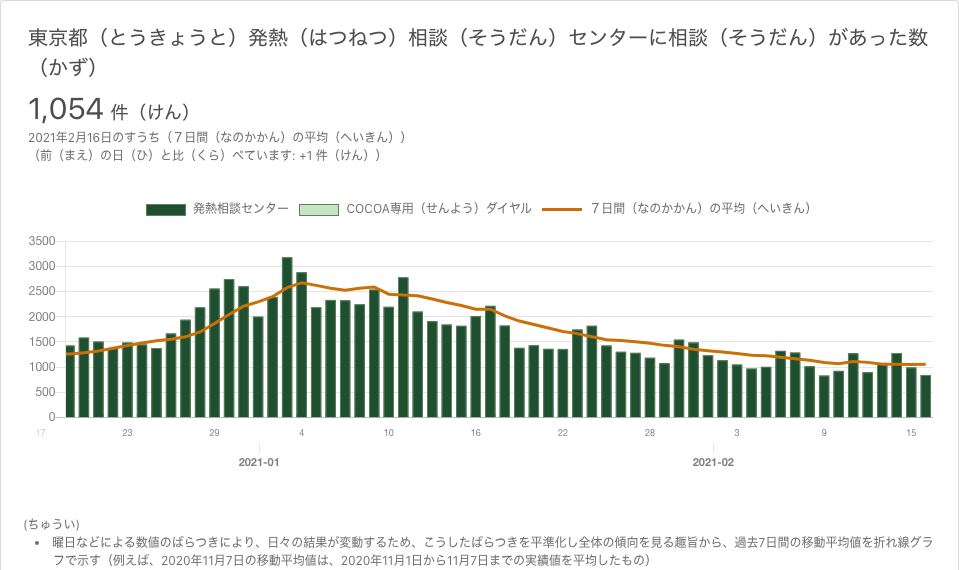 東京都（とうきょうと）発熱（はつねつ）相談（そうだん）センターに相談（そうだん）があった数
（かず）
1,054 件（けん）
2021年2月16日のすうち（７日間（なのかかん）の平均（へいきん））
（前（まえ）の日（ひ）と比（くら）べています: +1 件（けん））
発熱相談センター COCOA専用（せんよう）ダイヤル ７日間（なのかかん）の平均（へいきん）
3500
3000
2500
2000
1500
1000
500
0
17 23 29 4 10 16 22 28 3 9 15
2021-01 2021-02
(ちゅうい)
• 曜日などによる数値のばらつきにより、日々の結果が変動するため、こうしたばらつきを平準化し全体の傾向を見る趣旨から、過去7日間の移動平均値を折れ線グラ
フで示す（例えば、2020年11月7日の移動平均値は、2020年11月1日から11月7日までの実績値を平均したもの）